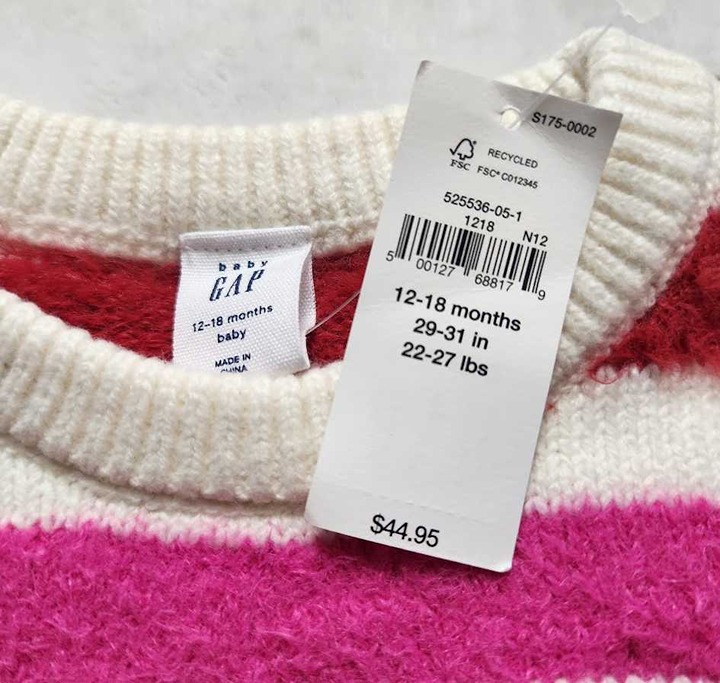 baby
GAP
12-18 months
baby
MADE IN
CHINA
S175-0002
FSC
RECYCLED
FSC® C012345
525536-05-1
1218
N12
5 00127 68817 9
12-18 months
29-31 in
22-27 lbs
$44.95